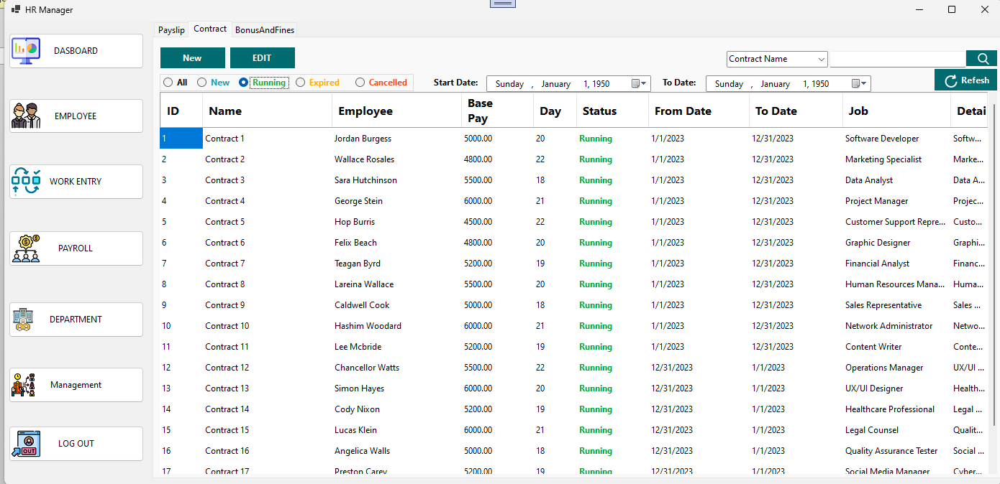 HR Manager
DASBOARD
EMPLOYEE
WORK ENTRY
PAYROLL
DEPARTMENT
Management
OUT
LOG OUT
Payslip Contract BonusAndFines
New EDIT
Contract Name
All New Running Expired Cancelled Start Date: Sunday , January 1, 1950 To Date: Sunday , January 1, 1950 Refesh
ID Name Employee Base Pay Day Status From Date To Date Job Detai
1 Contract 1 Jordan Burgess 5000.00 20 Running 1/1/2023 12/31/2023 Software Developer Softw...
2 Contract 2 Wallace Rosales 4800.00 22 Running 1/1/2023 12/31/2023 Marketing Specialist Marke...
3 Contract 3 Sara Hutchinson 5500.00 18 Running 1/1/2023 12/31/2023 Data Analyst Data A...
4 Contract 4 George Stein 6000.00 21 Running 1/1/2023 12/31/2023 Project Manager Projec...
5 Contract 5 Hop Burris 4500.00 22 Running 1/1/2023 12/31/2023 Customer Support Repre... Custo...
6 Contract 6 Felix Beach 4800.00 20 Running 1/1/2023 12/31/2023 Graphic Designer Graphi...
7 Contract 7 Teagan Byrd 5200.00 19 Running 1/1/2023 12/31/2023 Financial Analyst Financ...
8 Contract 8 Lareina Wallace 5500.00 20 Running 1/1/2023 12/31/2023 Human Resources Mana... Huma...
9 Contract 9 Caldwell Cook 5000.00 18 Running 1/1/2023 12/31/2023 Sales Representative Sales ...
10 Contract 10 Hashim Woodard 6000.00 21 Running 1/1/2023 12/31/2023 Network Administrator Netwo...
11 Contract 11 Lee Mcbride 5200.00 19 Running 1/1/2023 12/31/2023 Content Writer Conte...
12 Contract 12 Chancellor Watts 5500.00 22 Running 12/31/2023 1/1/2023 Operations Manager UX/UI ...
13 Contract 13 Simon Hayes 6000.00 20 Running 12/31/2023 1/1/2023 UX/UI Designer Health...
14 Contract 14 Cody Nixon 5200.00 19 Running 12/31/2023 1/1/2023 Healthcare Professional Legal ...
15 Contract 15 Lucas Klein 6000.00 21 Running 12/31/2023 1/1/2023 Legal Counsel Qualit...
16 Contract 16 Angelica Walls 5000.00 18 Running 12/31/2023 1/1/2023 Quality Assurance Tester Social ...
17 Contract 17 Preston Carey 5200.00 19 Running 12/31/2023 1/1/2023 Social Media Manager Cyber...